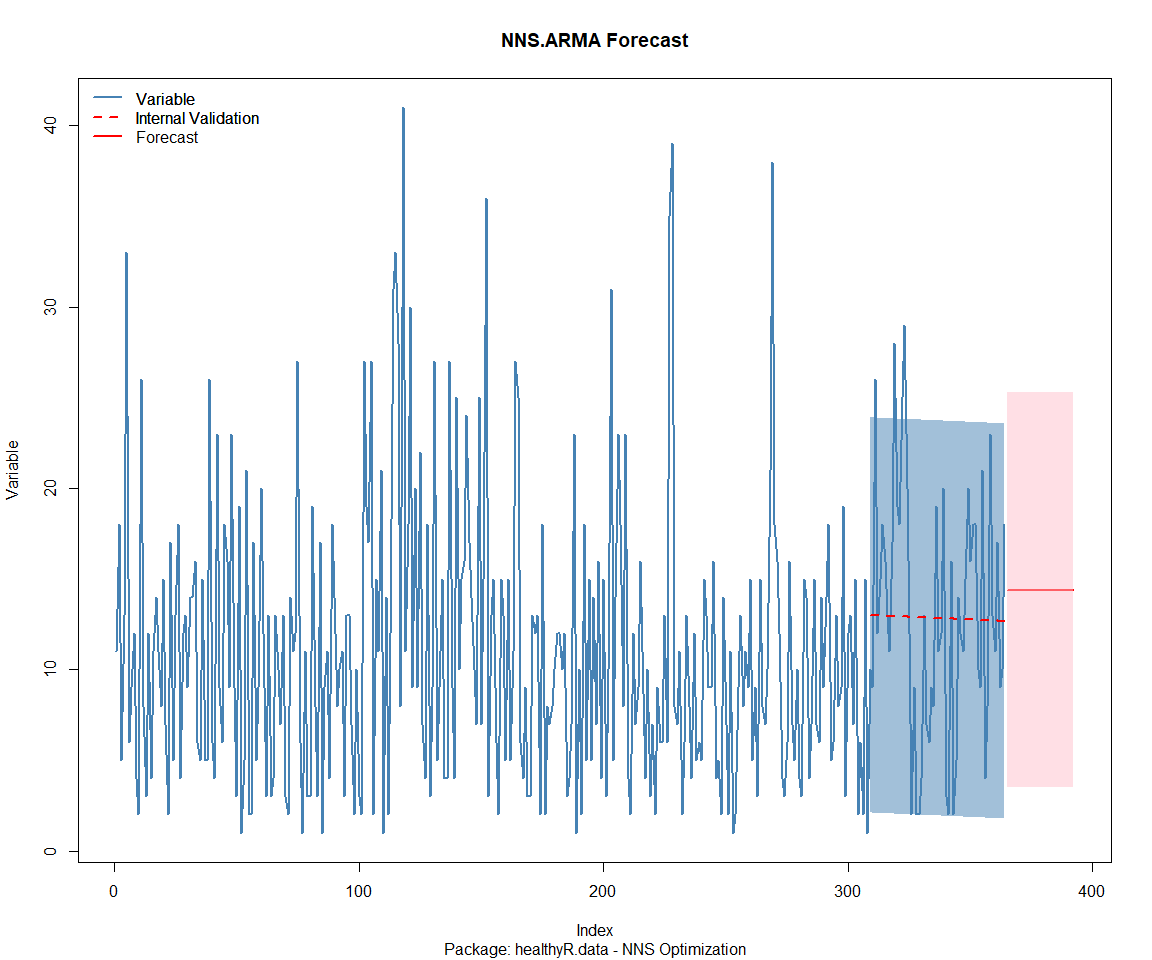 NNS.ARMA Forecast
Variable
Internal Validation
Forecast
Variable
40
30
20
10
0
0 100 200 300 400
Index
Package: healthyR.data - NNS Optimization